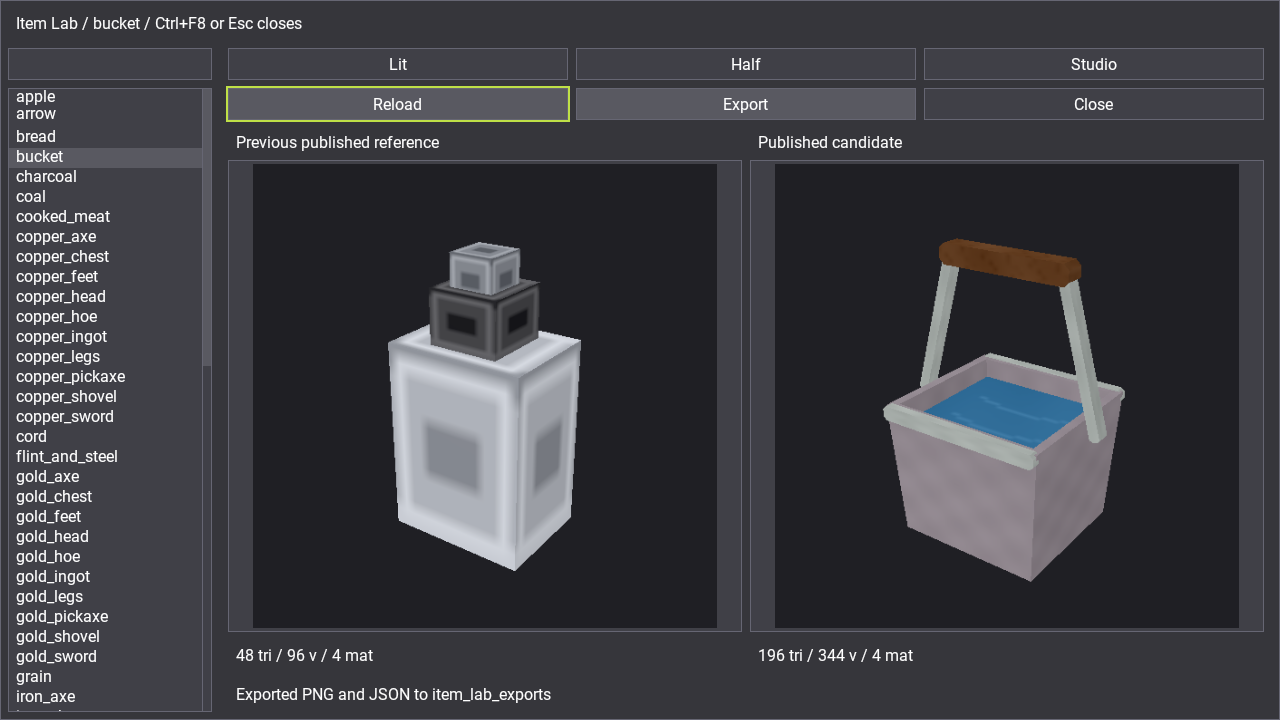 Item Lab / bucket / Ctrl+F8 or Esc closes
Lit
Half
Studio
Reload
Export
Close
apple
arrow
bread
bucket
charcoal
coal
cooked_meat
copper_axe
copper_chest
copper_feet
copper_head
copper_hoe
copper_ingot
copper_legs
copper_pickaxe
copper_shovel
copper_sword
cord
flint_and_steel
gold_axe
gold_chest
gold_feet
gold_head
gold_hoe
gold_ingot
gold_legs
gold_pickaxe
gold_shovel
gold_sword
grain
iron_axe
Previous published reference
Published candidate
48 tri / 96 v / 4 mat
196 tri / 344 v / 4 mat
Exported PNG and JSON to item_lab_exports